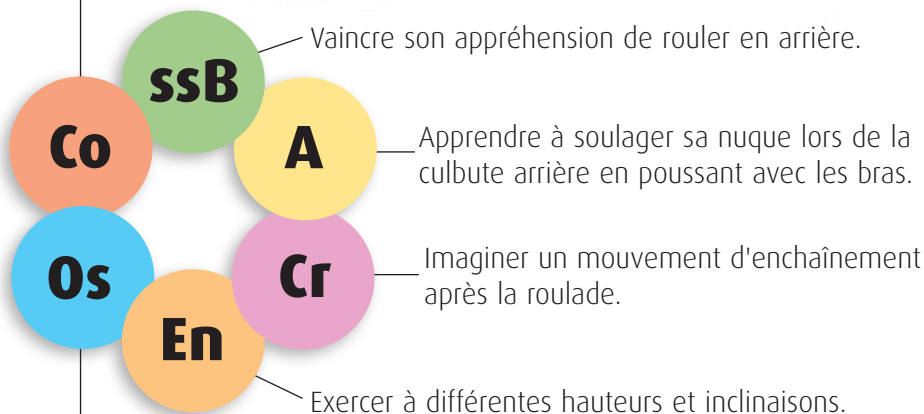 ssB
Vaincre son appréhension de rouler en arrière.
Co
A
Apprendre à soulager sa nuque lors de la
culbute arrière en poussant avec les bras.
Os
Cr
Imaginer un mouvement d'enchaînement
après la roulade.
En
Exercer à différentes hauteurs et inclinaisons.